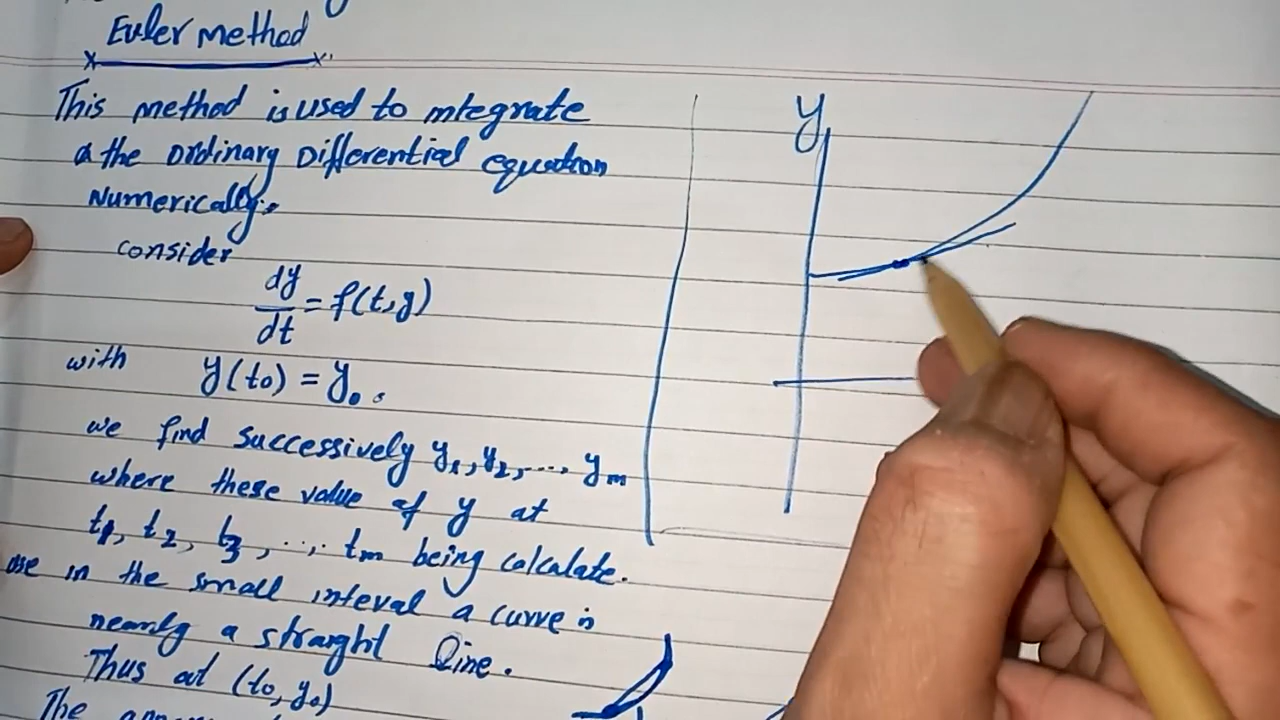 Euler method
This method is used to integrate
the ordinary Differential equation
Numerically.
consider
dy/dt = f(t,y)
with y(t0) = y0.
we find successively y1, y2, ... ym
where these value of y at
t1, t2, t3, ... tm being calculate.
in the small inteval a curve is
nearly a straight line.
Thus at (t0, y0)
The
y